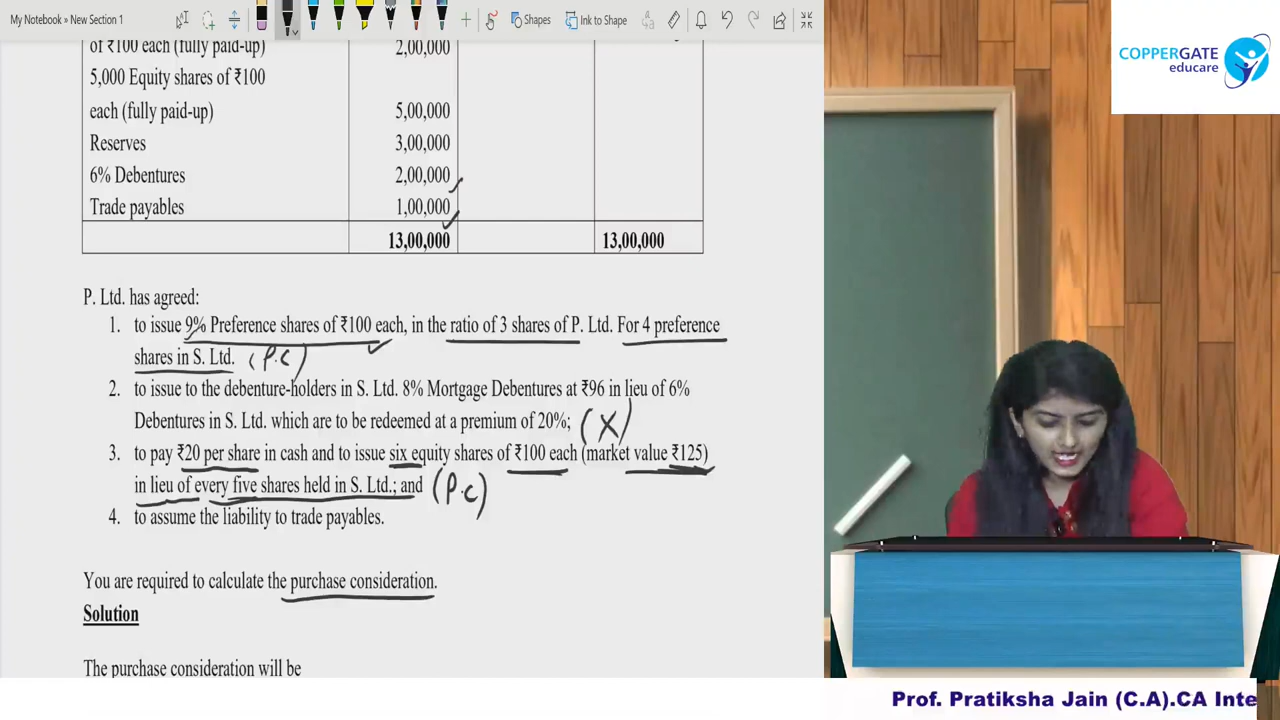 My Notebook » New Section 1
Shapes
Ink to Shape
COPPERGATE
educare
of ₹100 each (fully paid-up) 2,00,000
5,000 Equity shares of ₹100
each (fully paid-up) 5,00,000
Reserves 3,00,000
6% Debentures 2,00,000
Trade payables 1,00,000
13,00,000 13,00,000
P. Ltd. has agreed:
1. to issue 9% Preference shares of ₹100 each, in the ratio of 3 shares of P. Ltd. For 4 preference
shares in S. Ltd. (P.C)
2. to issue to the debenture-holders in S. Ltd. 8% Mortgage Debentures at ₹96 in lieu of 6%
Debentures in S. Ltd. which are to be redeemed at a premium of 20%; (X)
3. to pay ₹20 per share in cash and to issue six equity shares of ₹100 each (market value ₹125)
in lieu of every five shares held in S. Ltd.; and (P.C)
4. to assume the liability to trade payables.
You are required to calculate the purchase consideration.
Solution
The purchase consideration will be
Prof. Pratiksha Jain (C.A).CA Inte